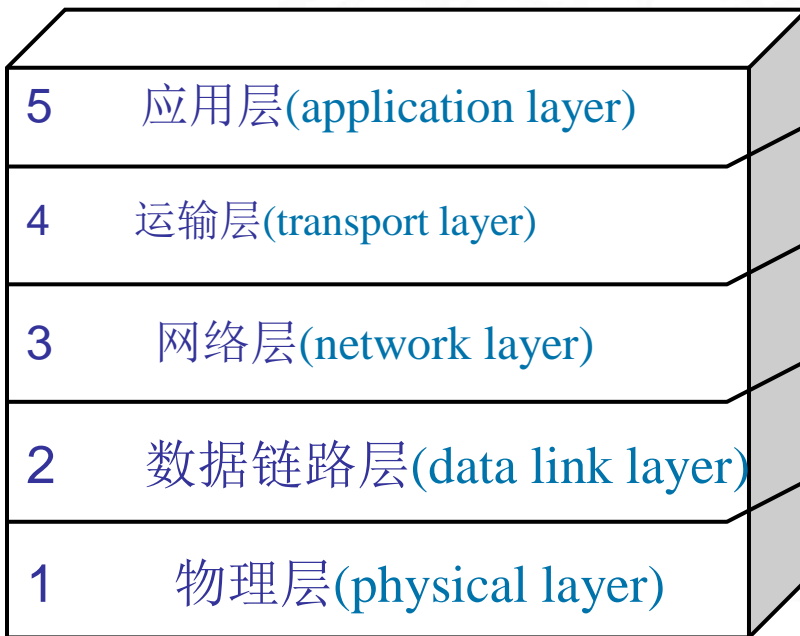 5 应用层(application layer)
4 运输层(transport layer)
3 网络层(network layer)
2 数据链路层(data link layer)
1 物理层(physical layer)